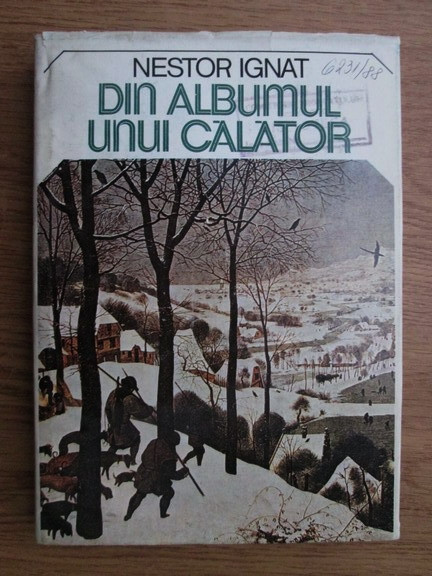 NESTOR IGNAT
6231/88
DIN ALBUMUL
UNUI CĂLĂTOR